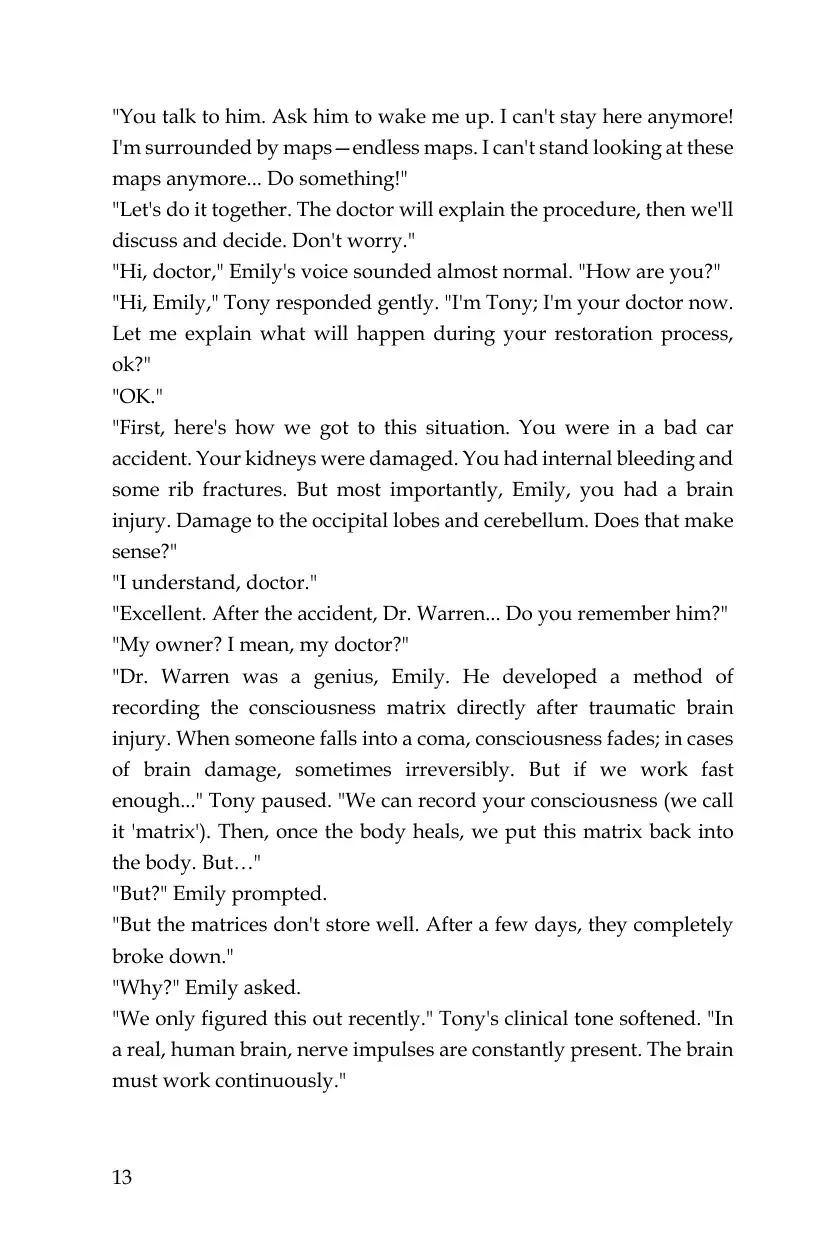 "You talk to him. Ask him to wake me up. I can't stay here anymore!
I'm surrounded by maps—endless maps. I can't stand looking at these
maps anymore... Do something!"
"Let's do it together. The doctor will explain the procedure, then we'll
discuss and decide. Don't worry."
"Hi, doctor," Emily's voice sounded almost normal. "How are you?"
"Hi, Emily," Tony responded gently. "I'm Tony; I'm your doctor now.
Let me explain what will happen during your restoration process,
ok?"
"OK."
"First, here's how we got to this situation. You were in a bad car
accident. Your kidneys were damaged. You had internal bleeding and
some rib fractures. But most importantly, Emily, you had a brain
injury. Damage to the occipital lobes and cerebellum. Does that make
sense?"
"I understand, doctor."
"Excellent. After the accident, Dr. Warren... Do you remember him?"
"My owner? I mean, my doctor?"
"Dr. Warren was a genius, Emily. He developed a method of
recording the consciousness matrix directly after traumatic brain
injury. When someone falls into a coma, consciousness fades; in cases
of brain damage, sometimes irreversibly. But if we work fast
enough..." Tony paused. "We can record your consciousness (we call
it 'matrix'). Then, once the body heals, we put this matrix back into
the body. But…"
"But?" Emily prompted.
"But the matrices don't store well. After a few days, they completely
broke down."
"Why?" Emily asked.
"We only figured this out recently." Tony's clinical tone softened. "In
a real, human brain, nerve impulses are constantly present. The brain
must work continuously."
13